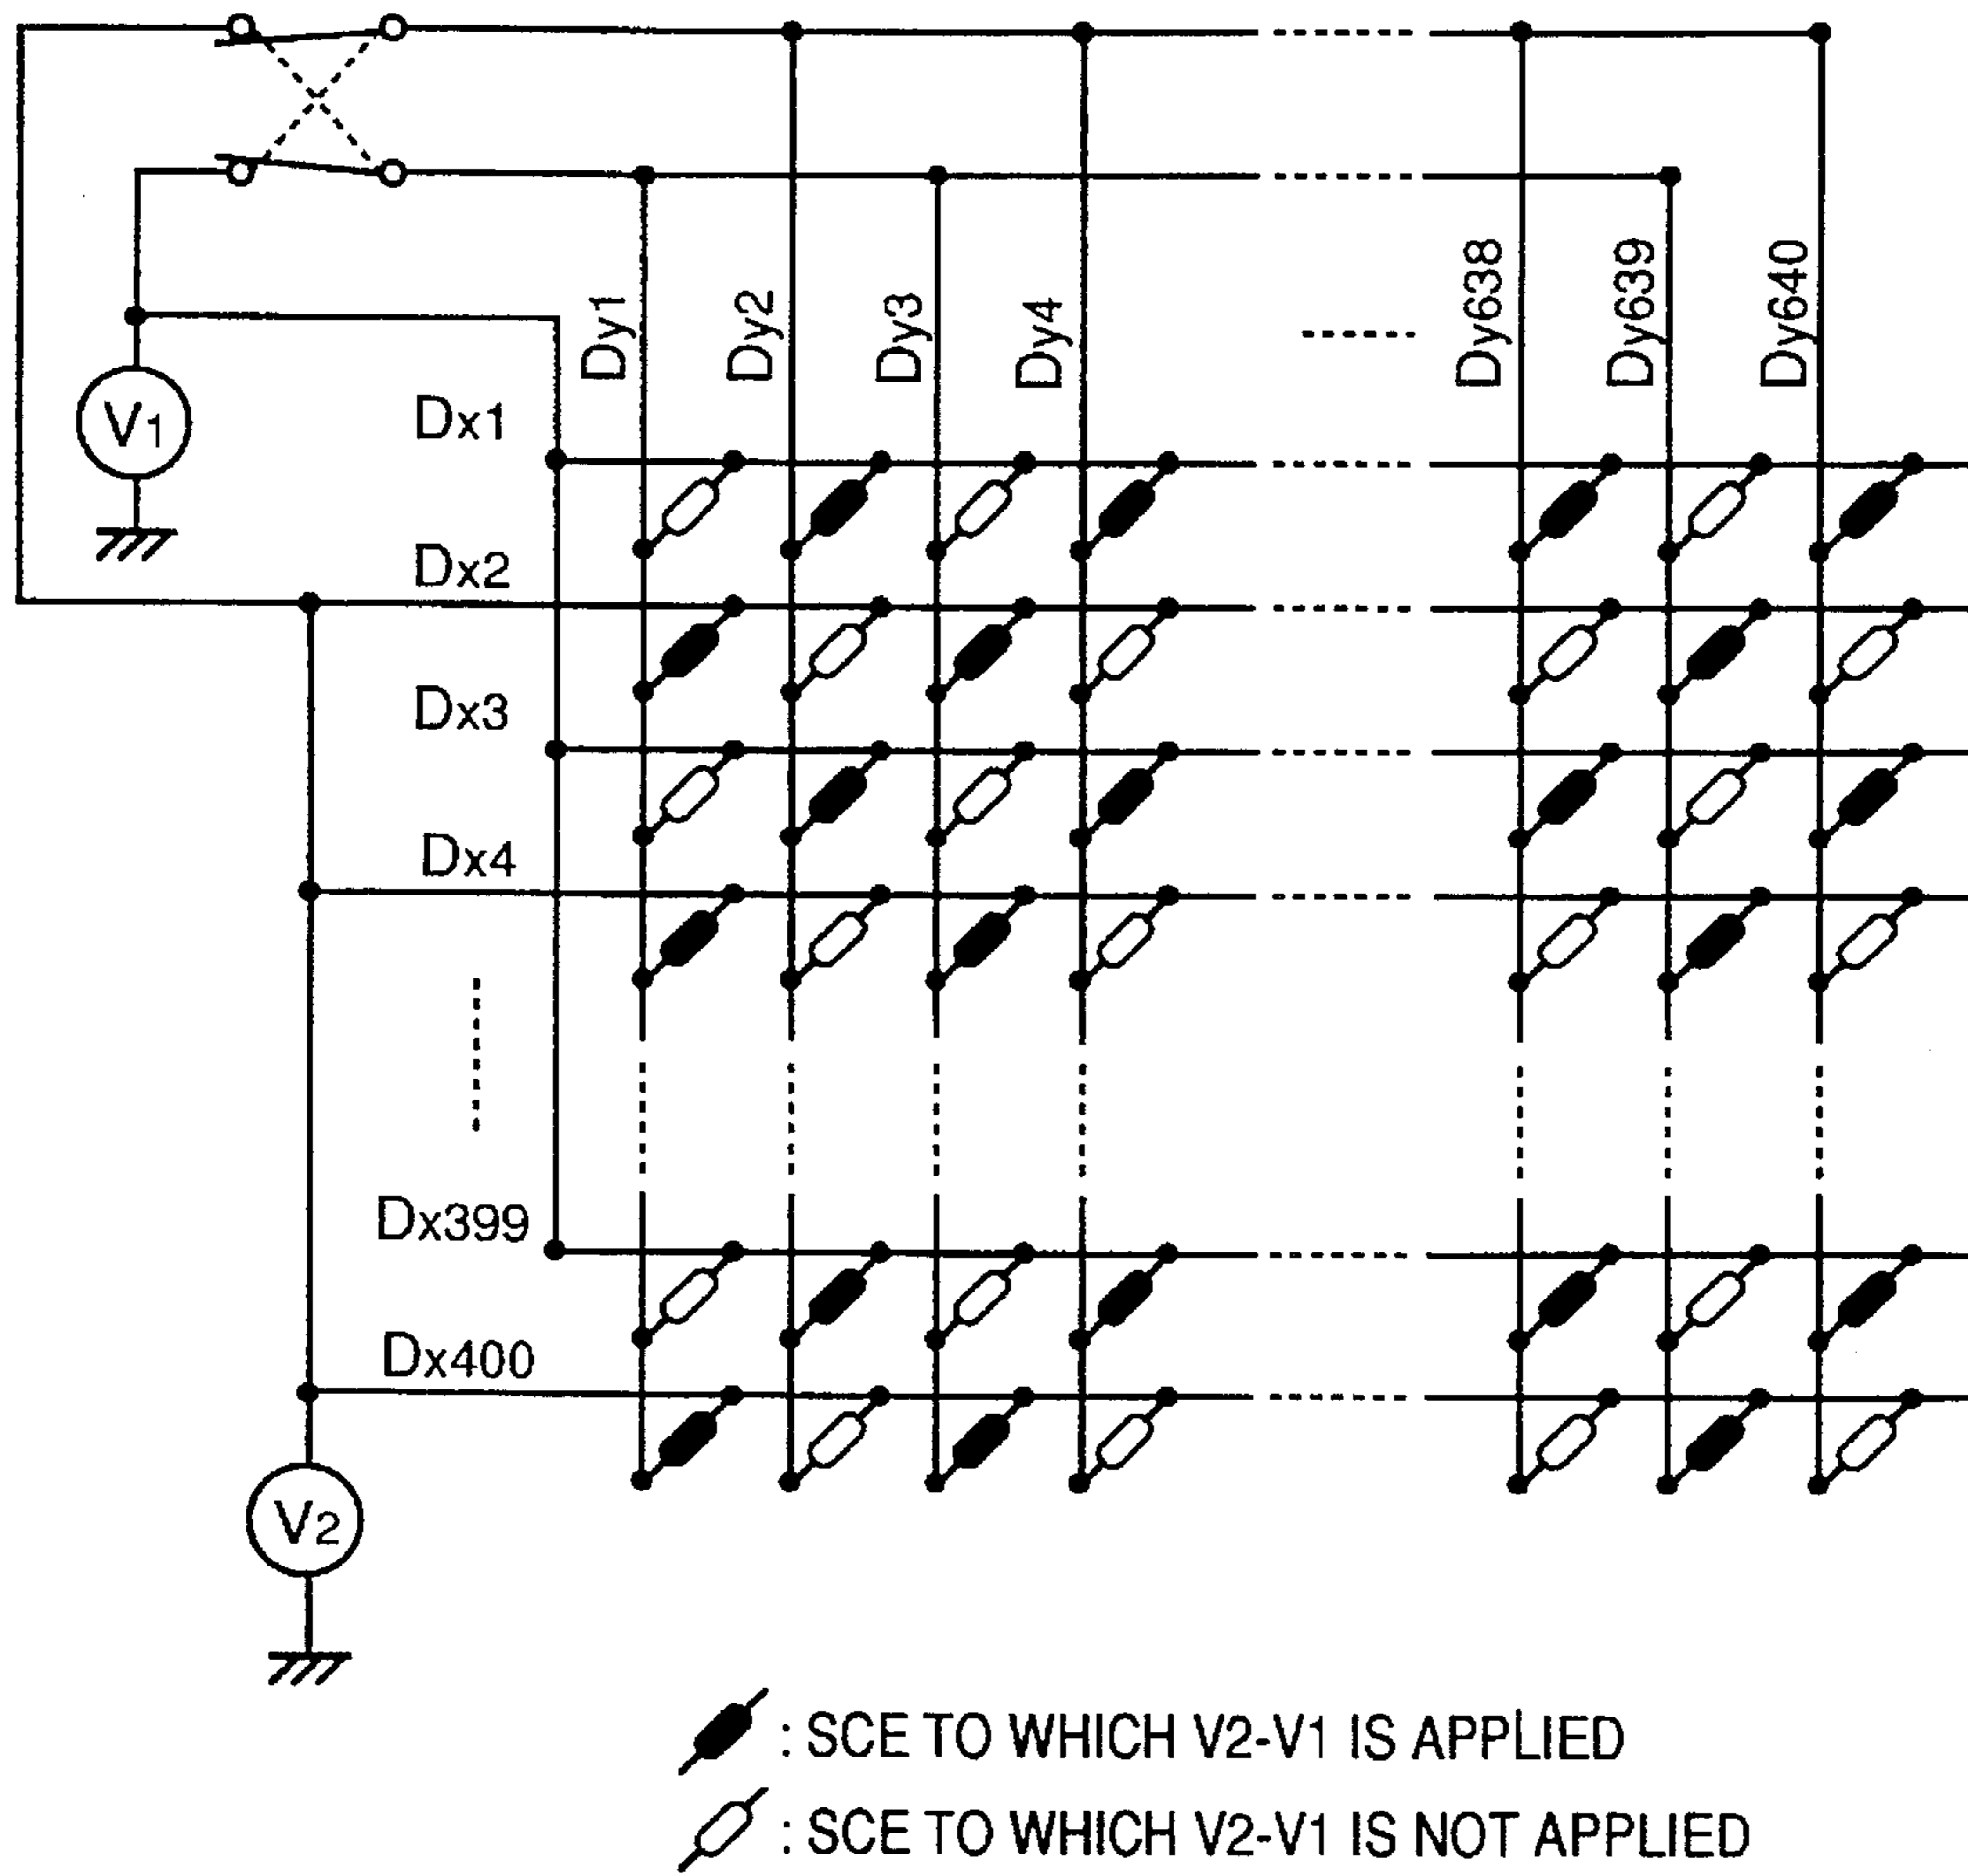 Dy1
Dy2
Dy3
Dy4
Dy638
Dy639
Dy640
V1
Dx1
Dx2
Dx3
Dx4
Dx399
Dx400
V2
: SCE TO WHICH V2-V1 IS APPLIED
: SCE TO WHICH V2-V1 IS NOT APPLIED